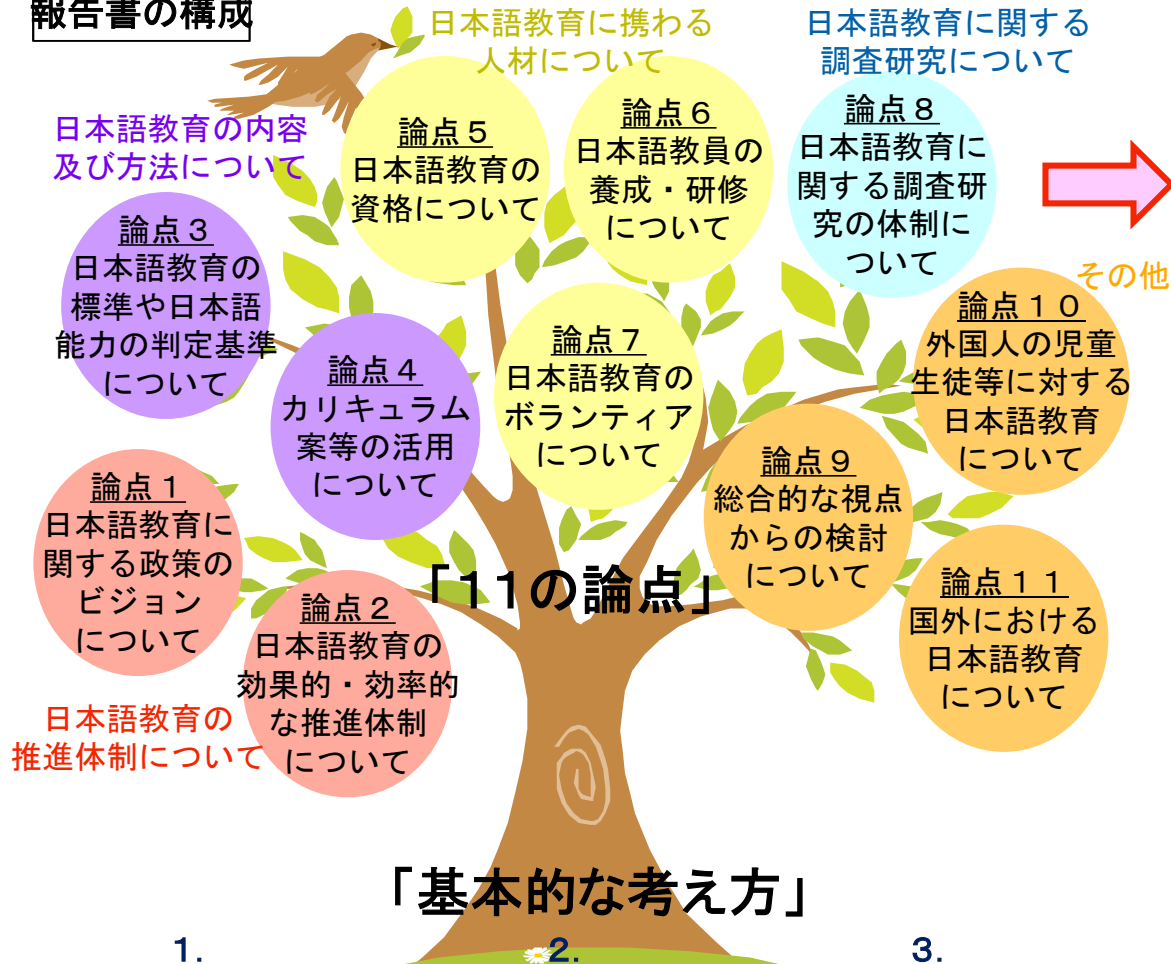 報告書の構成
日本語教育に携わる
人材について
日本語教育に関する
調査研究について
日本語教育の内容
及び方法について
論点５
日本語教育の
資格について
論点６
日本語教員の
養成・研修
について
論点８
日本語教育に
関する調査研
究の体制に
ついて
論点３
日本語教育の
標準や日本語
能力の判定基準
について
論点４
カリキュラム
案等の活用
について
論点７
日本語教育の
ボランティア
について
その他
論点１０
外国人の児童
生徒等に対する
日本語教育
について
論点９
総合的な視点
からの検討
について
論点１
日本語教育に
関する政策の
ビジョン
について
論点２
日本語教育の
効果的・効率的
な推進体制
について
「11の論点」
論点１１
国外における
日本語教育
について
日本語教育の
推進体制について
「基本的な考え方」
1.
2.
3.